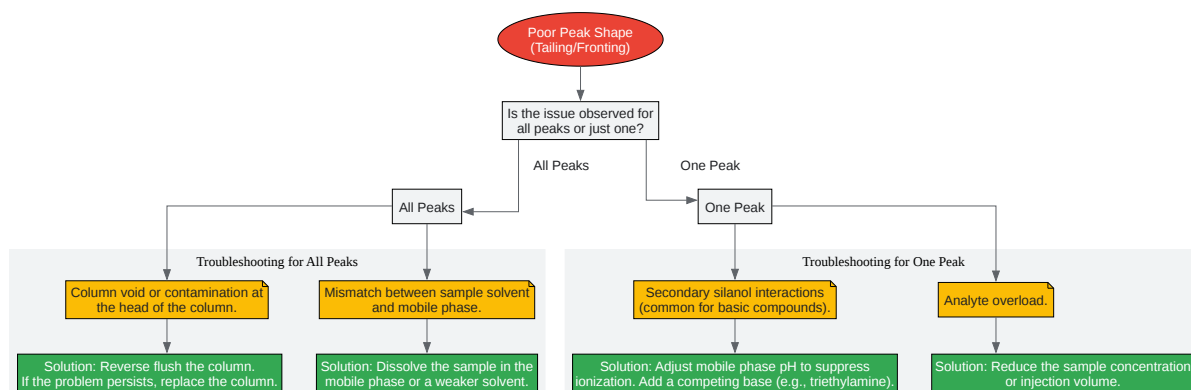 Poor Peak Shape
(Tailing/Fronting)
Is the issue observed for
all peaks or just one?
All Peaks
One Peak
All Peaks
One Peak
Troubleshooting for All Peaks
Troubleshooting for One Peak
Column void or contamination at
the head of the column.
Mismatch between sample solvent
and mobile phase.
Secondary silanol interactions
(common for basic compounds).
Analyte overload.
Solution: Reverse flush the column.
If the problem persists, replace the column.
Solution: Dissolve the sample in the
mobile phase or a weaker solvent.
Solution: Adjust mobile phase pH to suppress
ionization. Add a competing base (e.g., triethylamine).
Solution: Reduce the sample concentration
or injection volume.